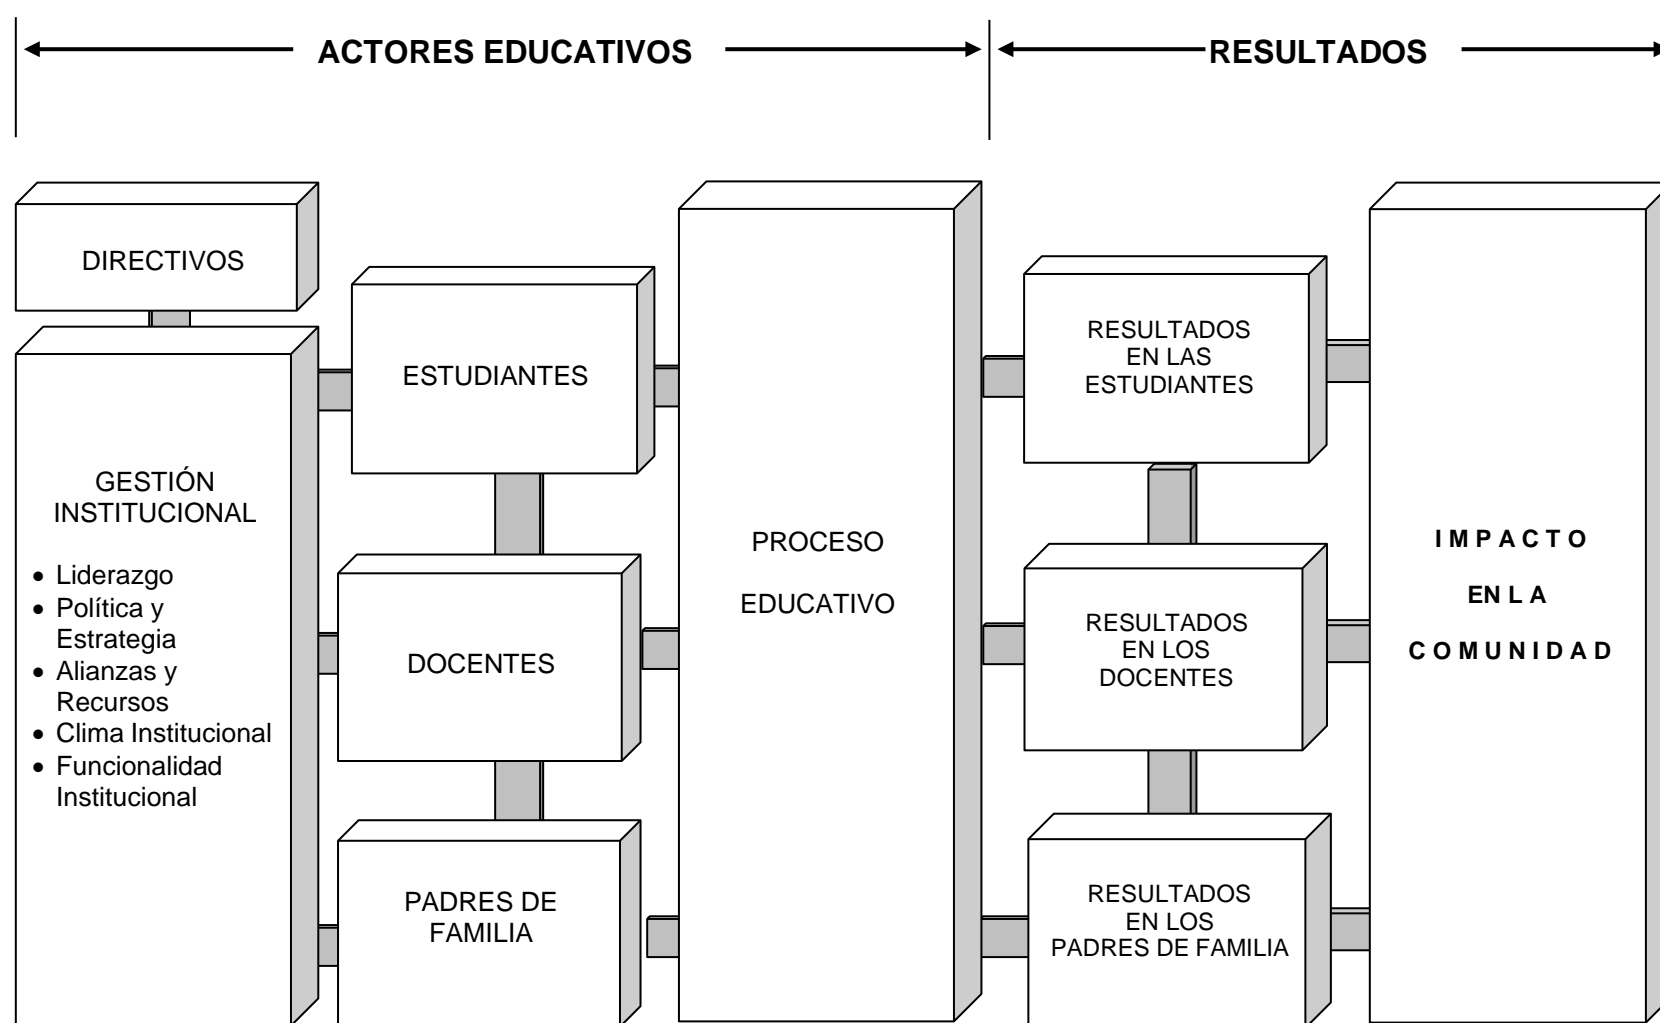 ACTORES EDUCATIVOS
RESULTADOS
DIRECTIVOS
GESTIÓN
INSTITUCIONAL
• Liderazgo
• Política y
Estrategia
• Alianzas y
Recursos
• Clima Institucional
• Funcionalidad
Institucional
ESTUDIANTES
DOCENTES
PADRES DE
FAMILIA
PROCESO
EDUCATIVO
RESULTADOS
EN LAS
ESTUDIANTES
RESULTADOS
EN LOS
DOCENTES
RESULTADOS
EN LOS
PADRES DE FAMILIA
I M P A C T O
EN L A
C O M U N I D A D